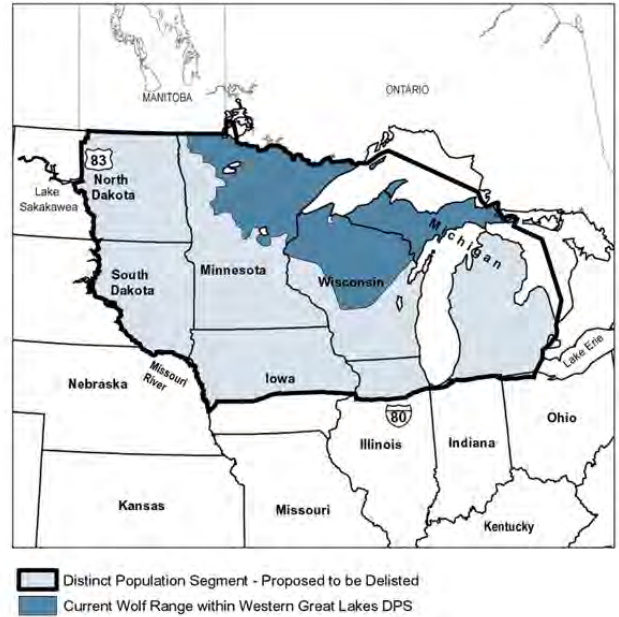 MANITOBA
ONTARIO
83
North
Dakota
Lake
Sakakawea
South
Dakota
Minnesota
Wisconsin
Michigan
Lake Erie
Nebraska
Missouri
River
Iowa
80
Illinois
Indiana
Ohio
Kansas
Missouri
Kentucky
Distinct Population Segment - Proposed to be Delisted
Current Wolf Range within Western Great Lakes DPS